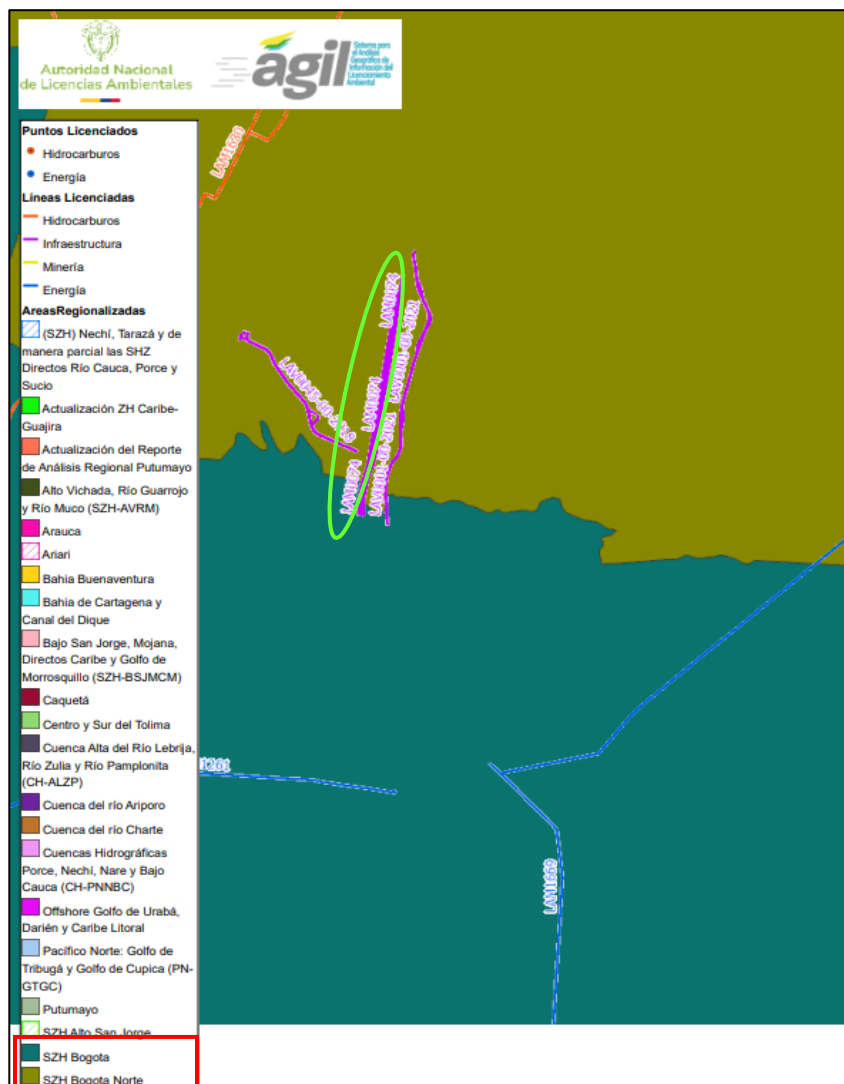 Autoridad Nacional
de Licencias Ambientales
ágil
Sistema para
el Análisis
Geográfico de
Información del
Licenciamiento
Ambiental
Puntos Licenciados
Hidrocarburos
Energía
Líneas Licenciadas
Hidrocarburos
Infraestructura
Minería
Energía
AreasRegionalizadas
(SZH) Nechí, Tarazá y de
manera parcial las SHZ
Directos Río Cauca, Porce y
Sucio
Actualización ZH Caribe-
Guajira
Actualización del Reporte
de Análisis Regional Putumayo
Alto Vichada, Río Guarrojo
y Río Muco (SZH-AVRM)
Arauca
Ariari
Bahia Buenaventura
Bahia de Cartagena y
Canal del Dique
Bajo San Jorge, Mojana,
Directos Caribe y Golfo de
Morrosquillo (SZH-BSJMCM)
Caquetá
Centro y Sur del Tolima
Cuenca Alta del Río Lebrija,
Río Zulia y Río Pamplonita
(CH-ALZP)
Cuenca del río Ariporo
Cuenca del río Charte
Cuencas Hidrográficas
Porce, Nechí, Nare y Bajo
Cauca (CH-PNNBC)
Offshore Golfo de Urabá,
Darién y Caribe Litoral
Pacífico Norte: Golfo de
Tribugá y Golfo de Cupica (PN-
GTGC)
Putumayo
SZH Alto San Jorge
SZH Bogota
SZH Bogota Norte
LAM1630
1261
LAM1669